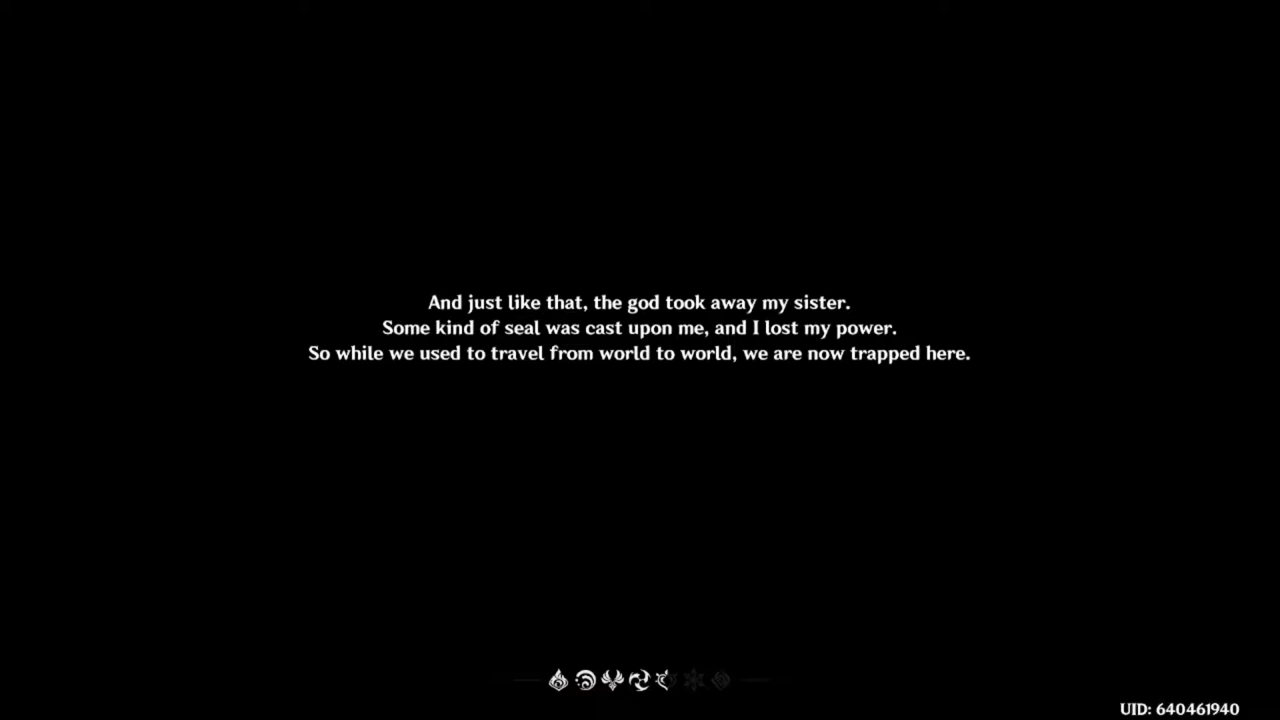 And just like that, the god took away my sister.
Some kind of seal was cast upon me, and I lost my power.
So while we used to travel from world to world, we are now trapped here.
UID: 640461940